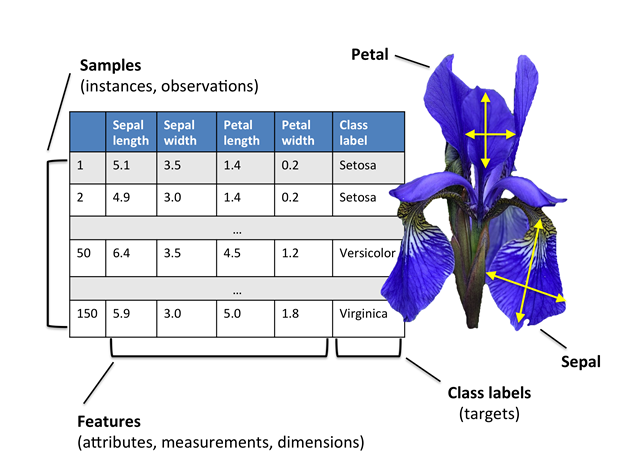 Samples
(instances, observations)
Petal
Sepal length Sepal width Petal length Petal width Class label
1 5.1 3.5 1.4 0.2 Setosa
2 4.9 3.0 1.4 0.2 Setosa
...
50 6.4 3.5 4.5 1.2 Versicolor
...
150 5.9 3.0 5.0 1.8 Virginica
Sepal
Class labels
(targets)
Features
(attributes, measurements, dimensions)